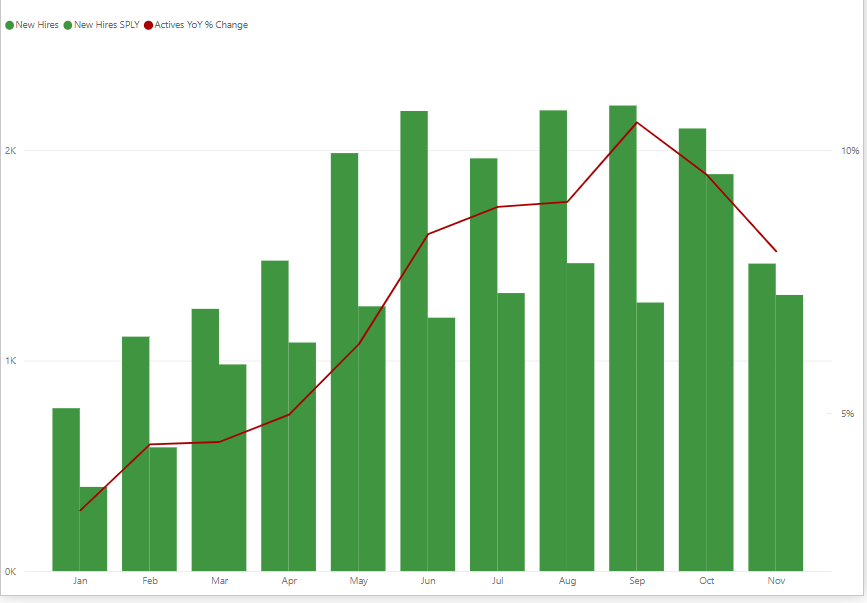 New Hires New Hires SPLY Actives YoY % Change
2K
10%
1K
5%
0K
Jan Feb Mar Apr May Jun Jul Aug Sep Oct Nov